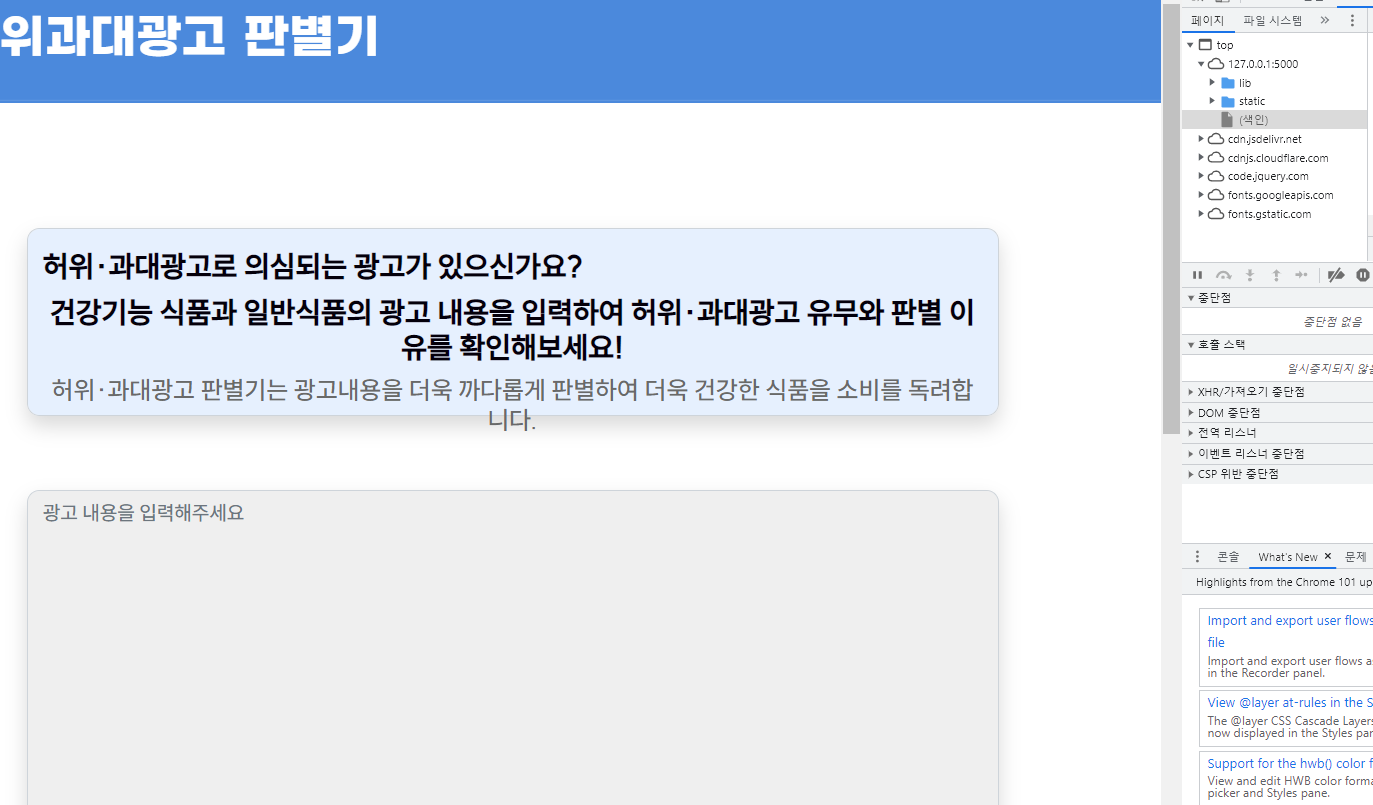 위과대광고 판별기
허위·과대광고로 의심되는 광고가 있으신가요?
건강기능 식품과 일반식품의 광고 내용을 입력하여 허위·과대광고 유무와 판별 이
유를 확인해보세요!
허위·과대광고 판별기는 광고내용을 더욱 까다롭게 판별하여 더욱 건강한 식품을 소비를 독려합
니다.
광고 내용을 입력해주세요
페이지 파일 시스템
top
127.0.0.1:5000
lib
static
(색인)
cdn.jsdelivr.net
cdnjs.cloudflare.com
code.jquery.com
fonts.googleapis.com
fonts.gstatic.com
중단점
중단점 없음
호출 스택
일시중지되지 않음
XHR/가져오기 중단점
DOM 중단점
전역 리스너
이벤트 리스너 중단점
CSP 위반 중단점
콘솔 What's New × 문제
Highlights from the Chrome 101 up
Import and export user flows
file
Import and export user flows a
in the Recorder panel.
View @layer at-rules in the S
The @layer CSS Cascade Layers
now displayed in the Styles pan
Support for the hwb() color f
View and edit HWB color forma
picker and Styles pane.